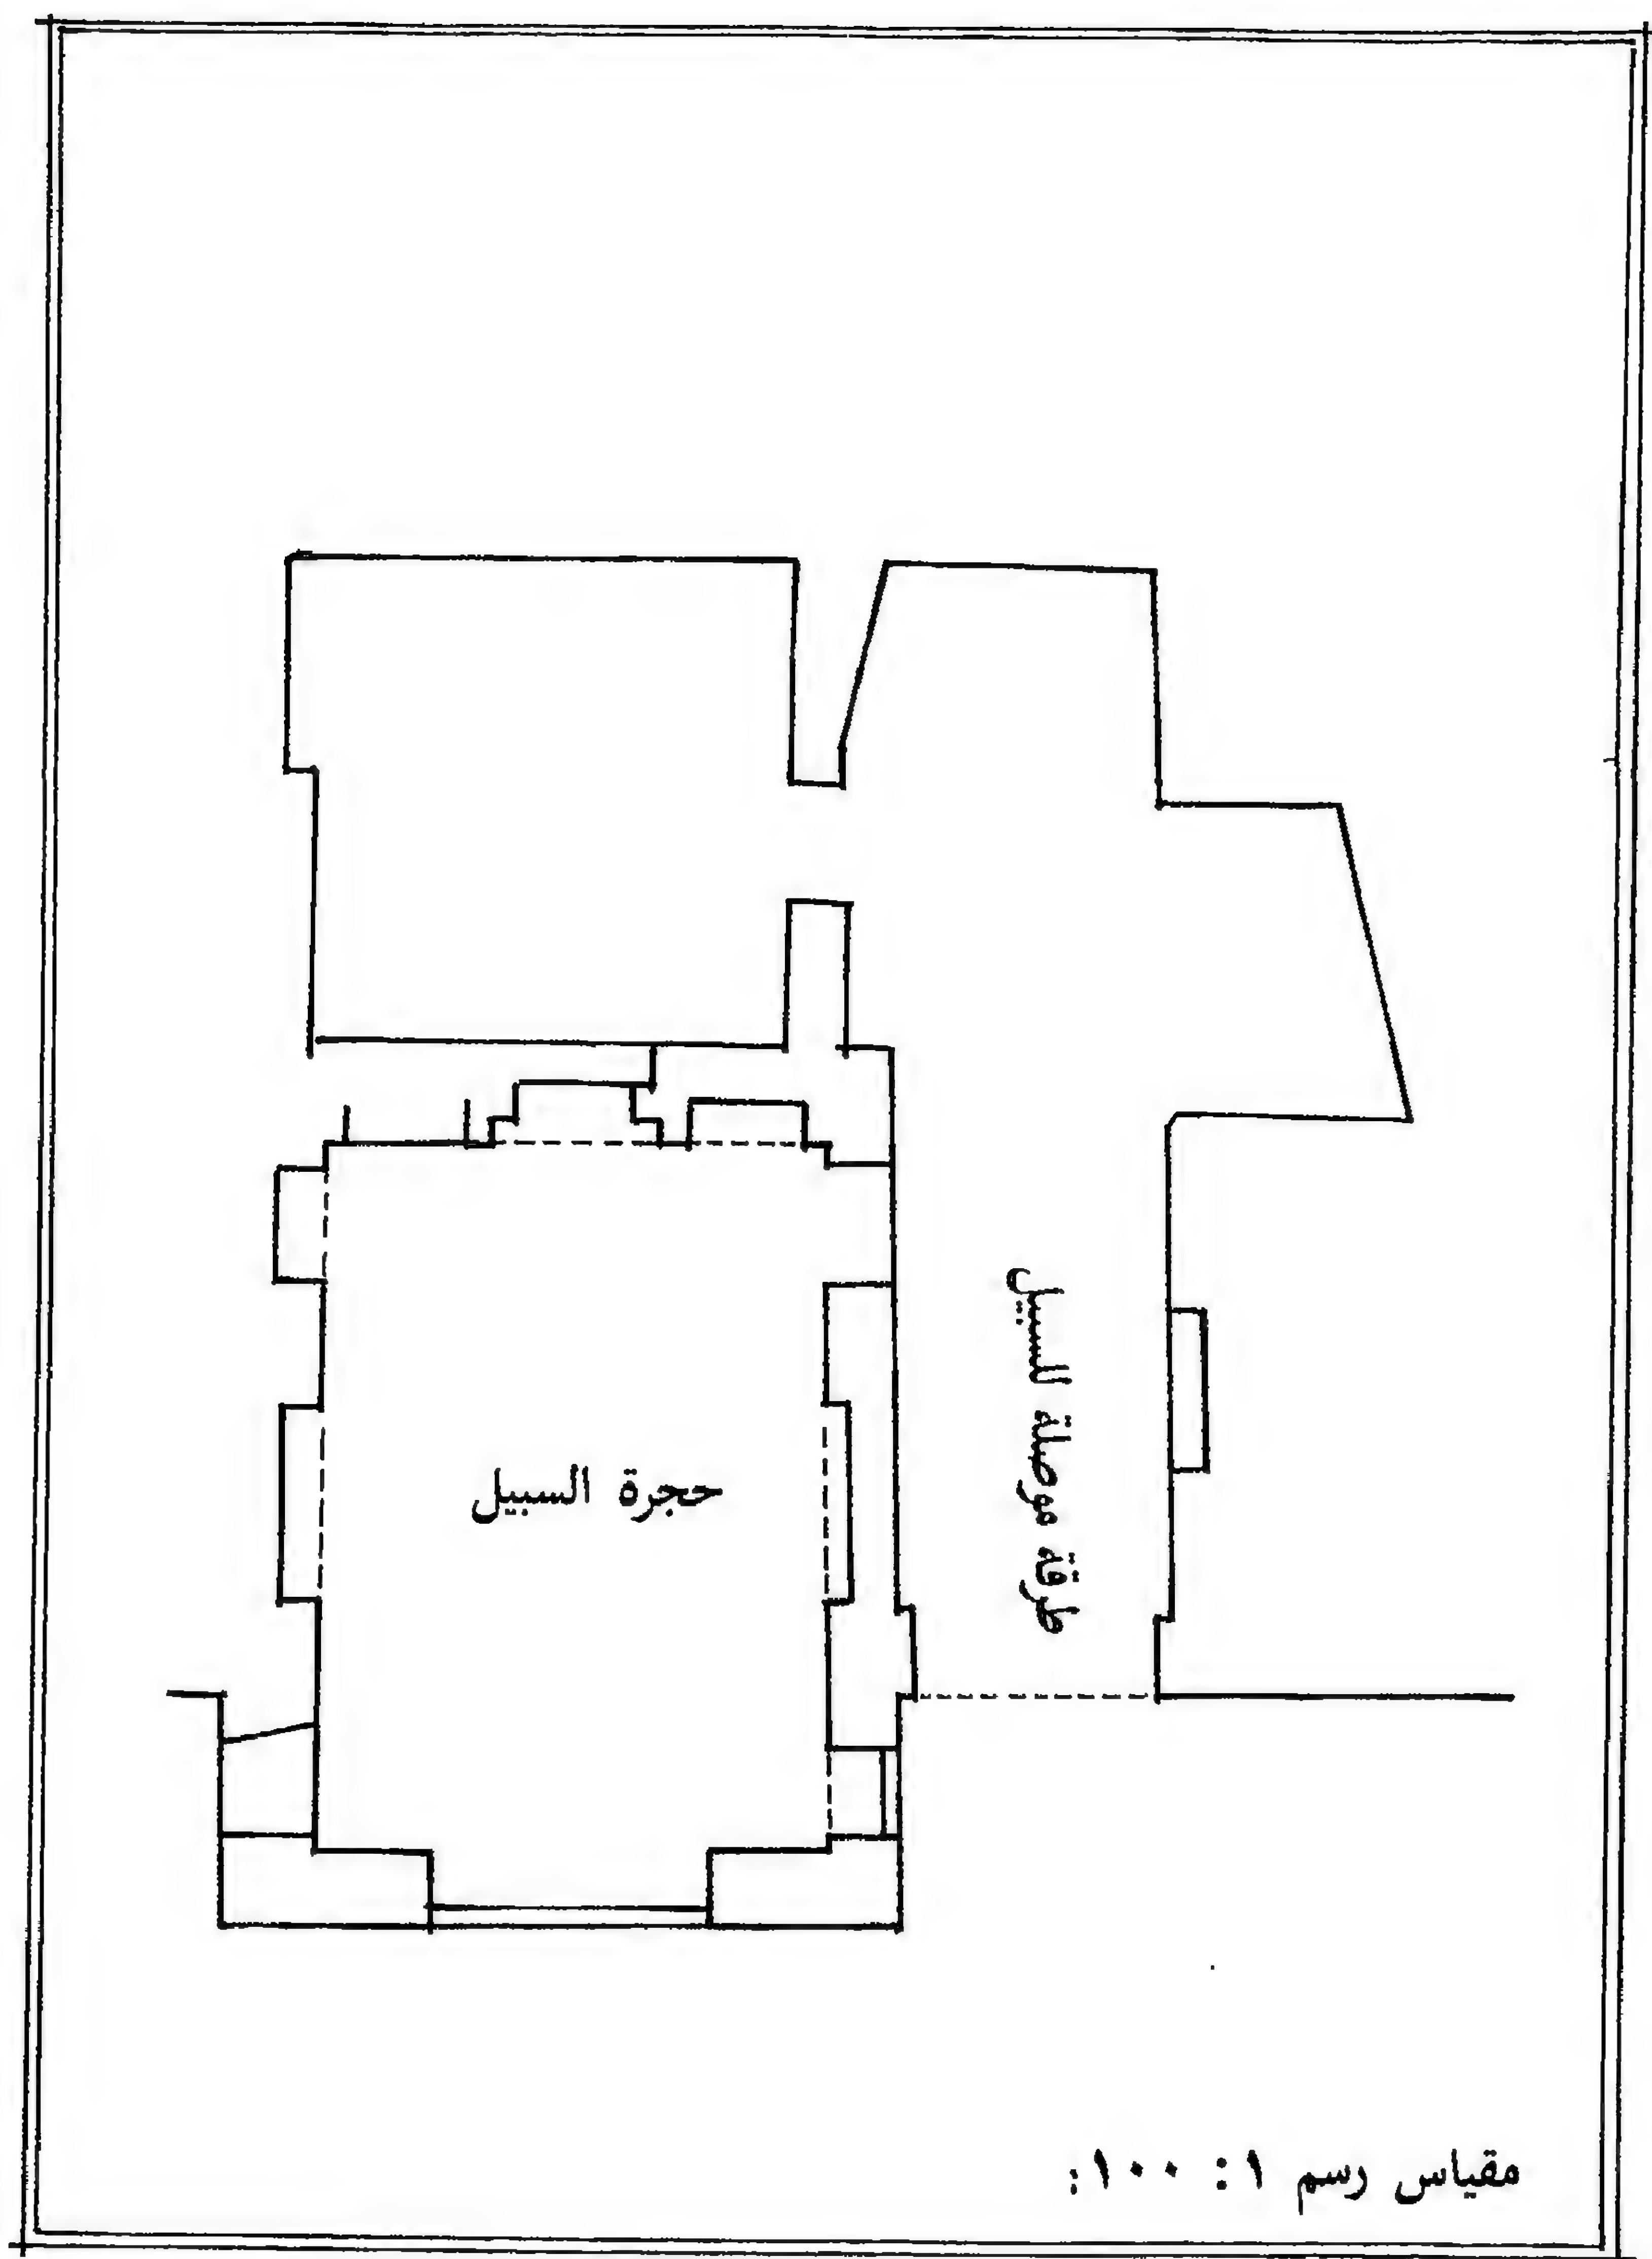 حجرة السبيل
طرقة موصلة للسبيل
مقياس رسم ١ : ١٠٠: